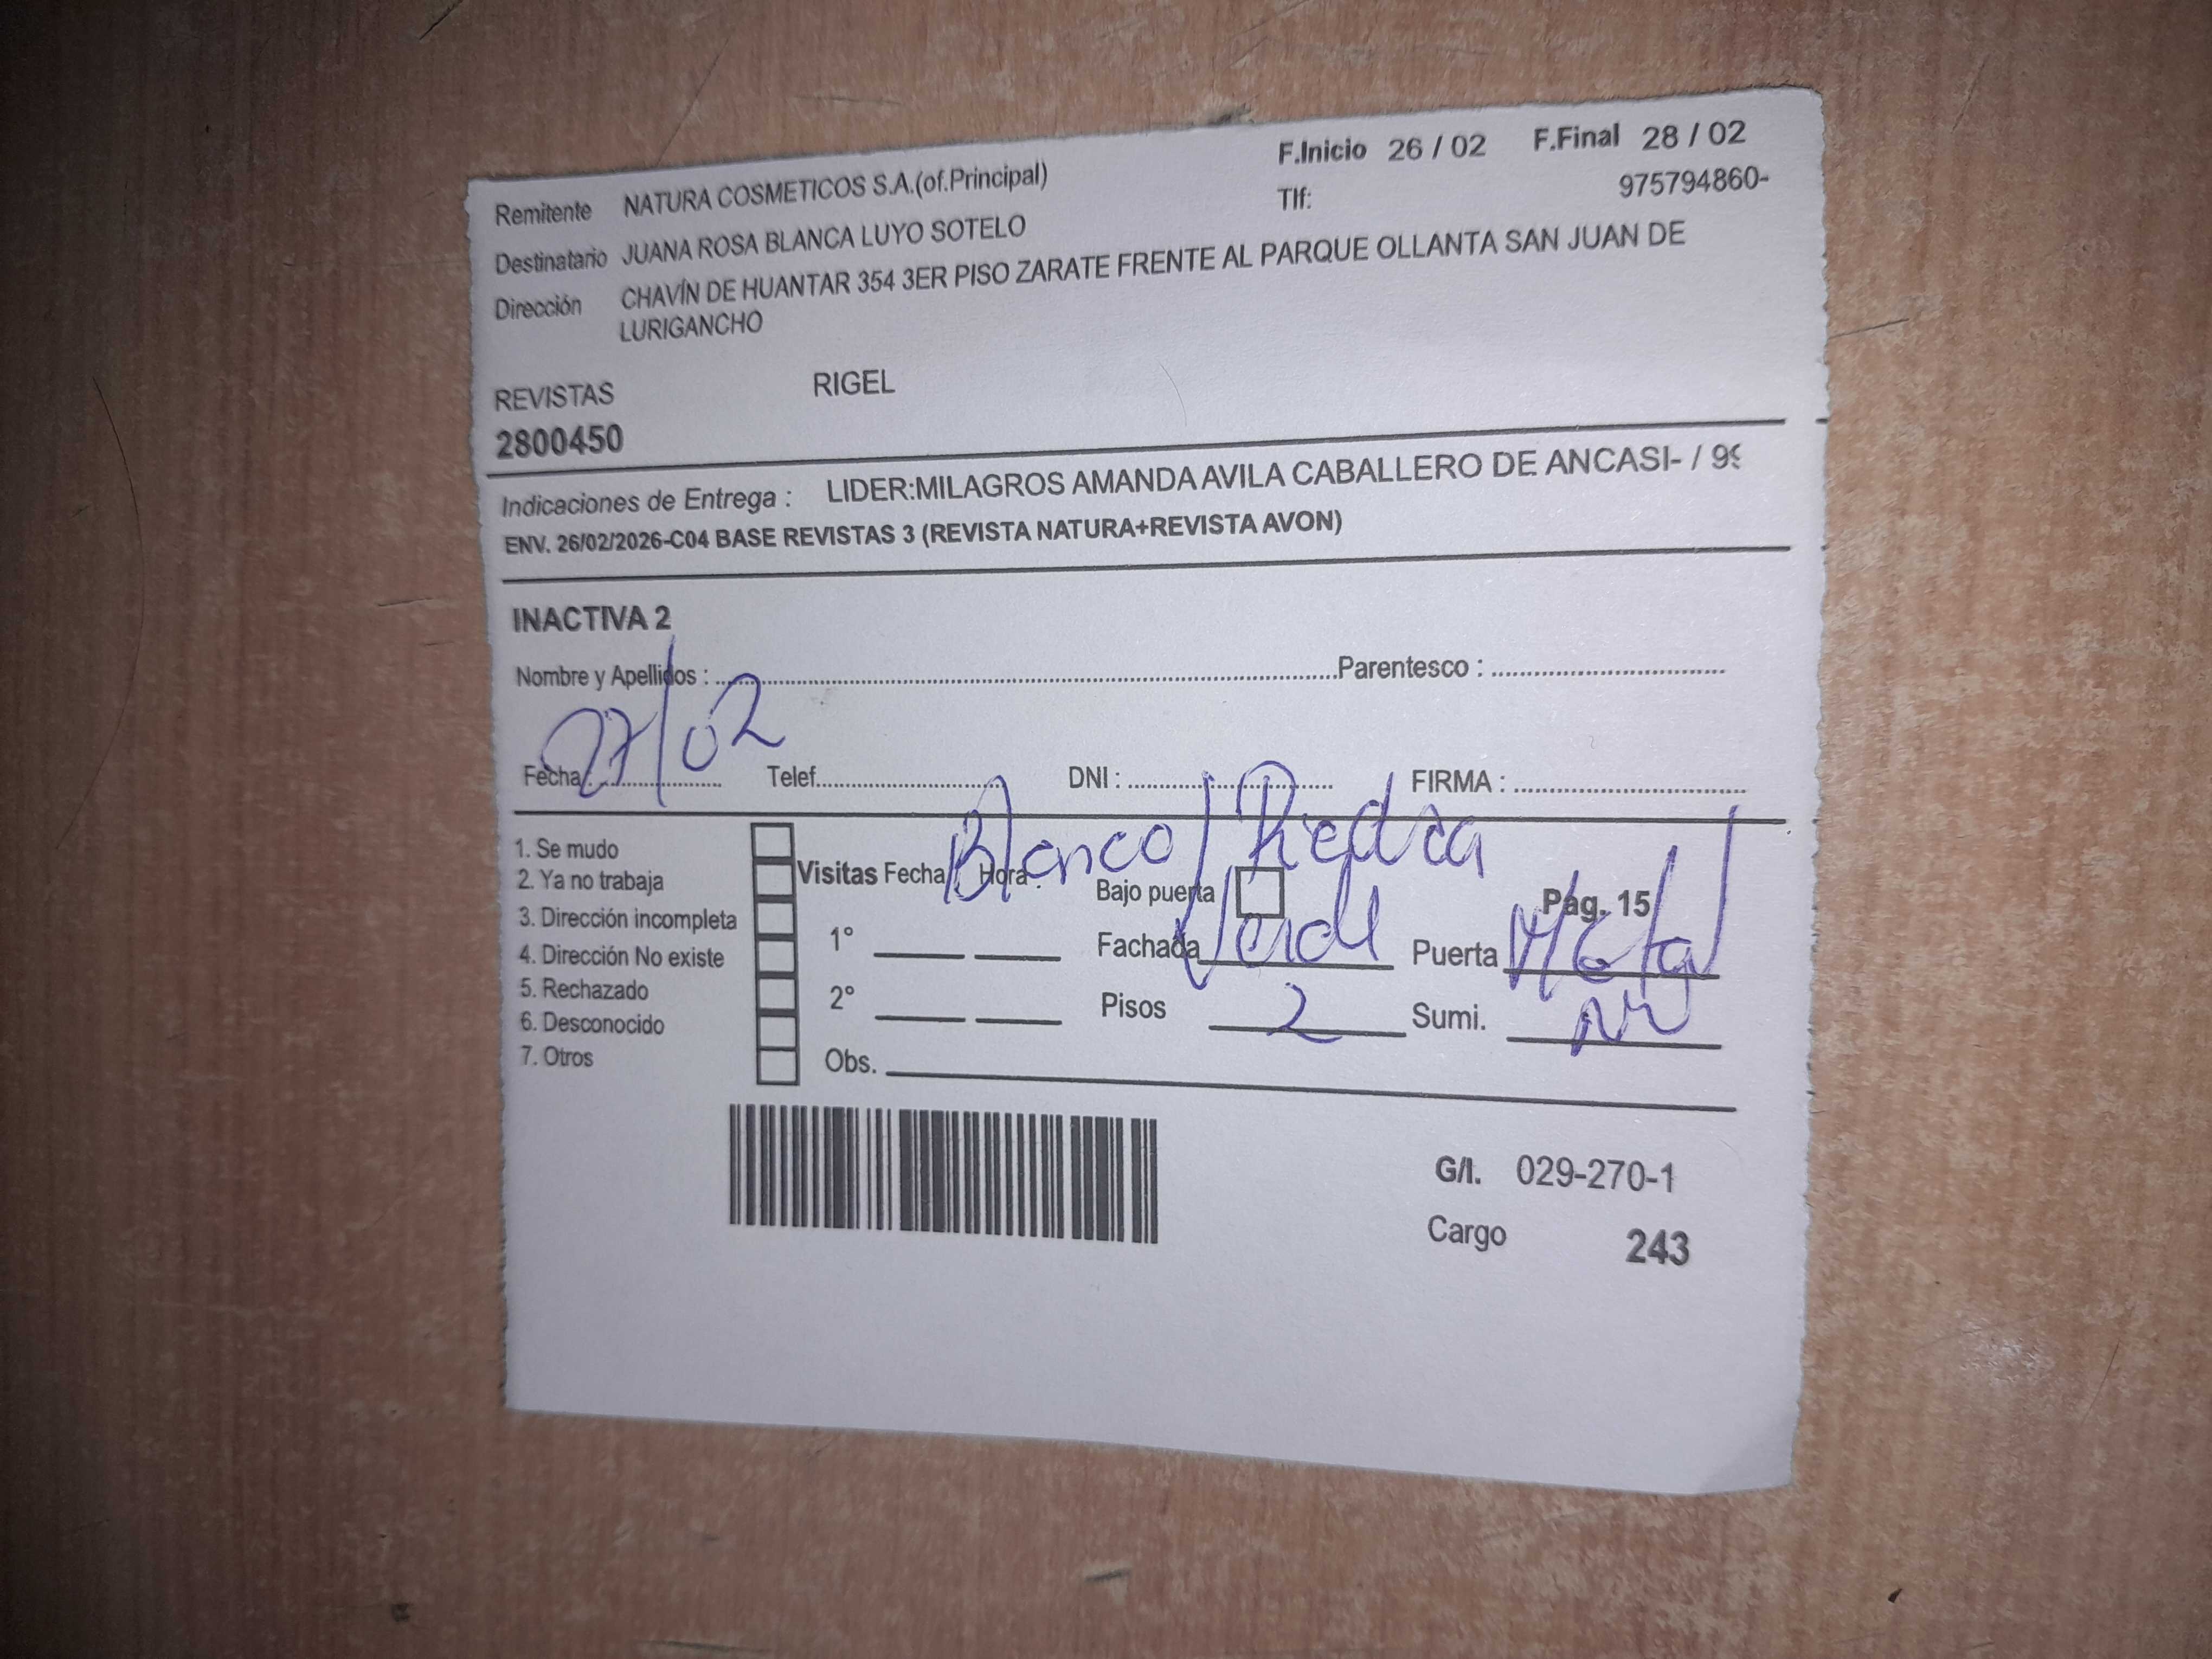 F.Inicio 26 / 02 F.Final 28 / 02
Remitente NATURA COSMETICOS S.A.(of.Principal) Tlf: 975794860-
Destinatario JUANA ROSA BLANCA LUYO SOTELO
Dirección CHAVÍN DE HUANTAR 354 3ER PISO ZARATE FRENTE AL PARQUE OLLANTA SAN JUAN DE
LURIGANCHO
REVISTAS RIGEL
2800450
Indicaciones de Entrega : LIDER:MILAGROS AMANDA AVILA CABALLERO DE ANCASI- / 99
ENV. 26/02/2026-C04 BASE REVISTAS 3 (REVISTA NATURA+REVISTA AVON)
INACTIVA 2
Nombre y Apellidos : Parentesco :
27/02
Fecha: Telef. DNI : FIRMA :
Blanco/Piedra
1. Se mudo
2. Ya no trabaja
3. Dirección incompleta
4. Dirección No existe
5. Rechazado
6. Desconocido
7. Otros
Visitas Fecha / Hora : Bajo puerta Pág. 15
1° Fachada Verde Puerta Metal
2° Pisos 2 Sumi.
Obs.
G/I. 029-270-1
Cargo 243